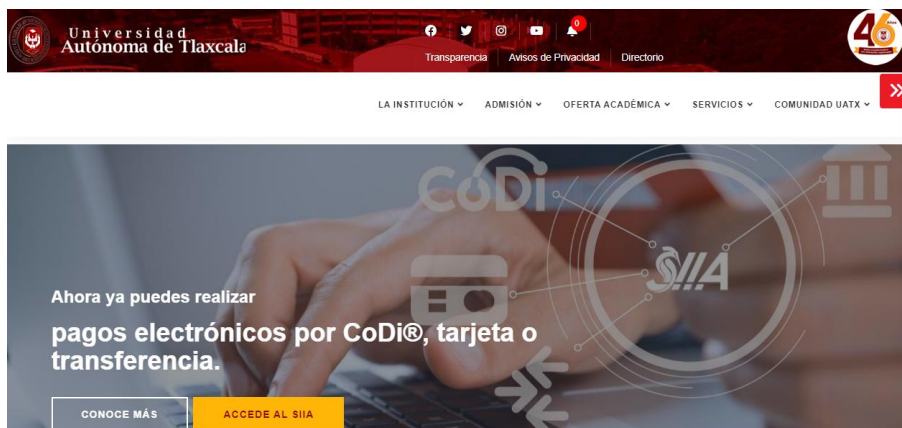 Universidad
Autónoma de Tlaxcala
0
Transparencia Avisos de Privacidad Directorio
46
LA INSTITUCIÓN ADMISIÓN OFERTA ACADÉMICA SERVICIOS COMUNIDAD UATX
CoDi
SIIA
Ahora ya puedes realizar
pagos electrónicos por CoDi®, tarjeta o
transferencia.
CONOCE MÁS ACCEDE AL SIIA